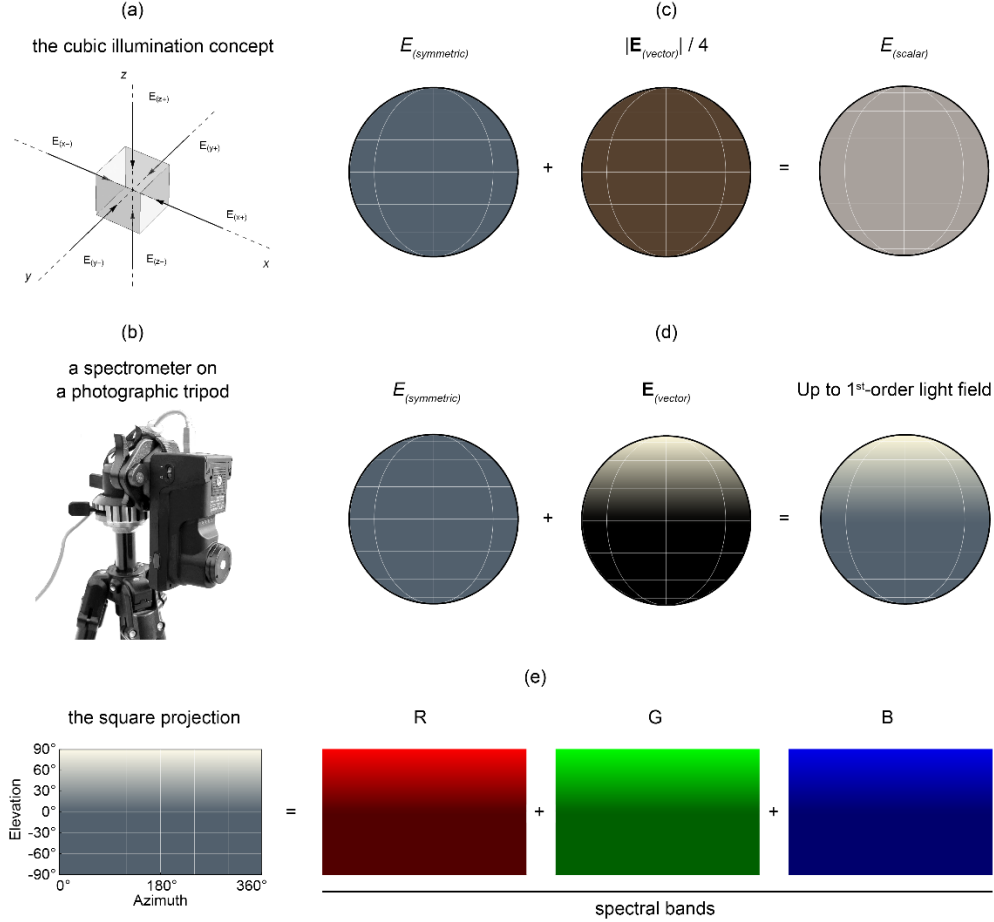 (a)
the cubic illumination concept
z
E(z+)
E(x−)
E(y+)
E(x+)
E(y−)
E(z−)
y
x
(b)
a spectrometer on
a photographic tripod
(c)
E(symmetric)
|E(vector)| / 4
E(scalar)
+
=
(d)
E(symmetric)
E(vector)
Up to 1st-order light field
+
=
(e)
the square projection
R
G
B
90°
60°
30°
0°
-30°
-60°
-90°
Elevation
0°
180°
360°
Azimuth
=
+
+
spectral bands